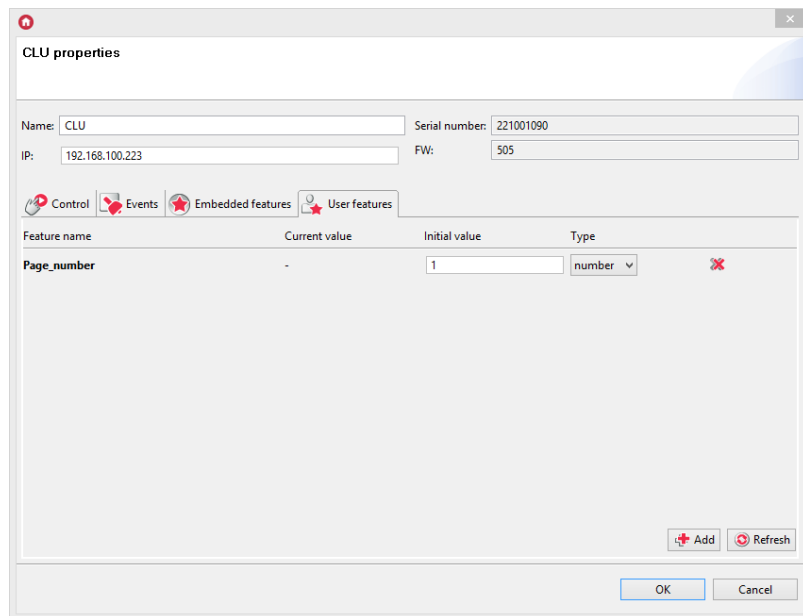 CLU properties
Name: CLU Serial number: 221001090
IP: 192.168.100.223 FW: 505
Control Events Embedded features User features
Feature name Current value Initial value Type
Page_number - 1 number
Add Refresh
OK Cancel